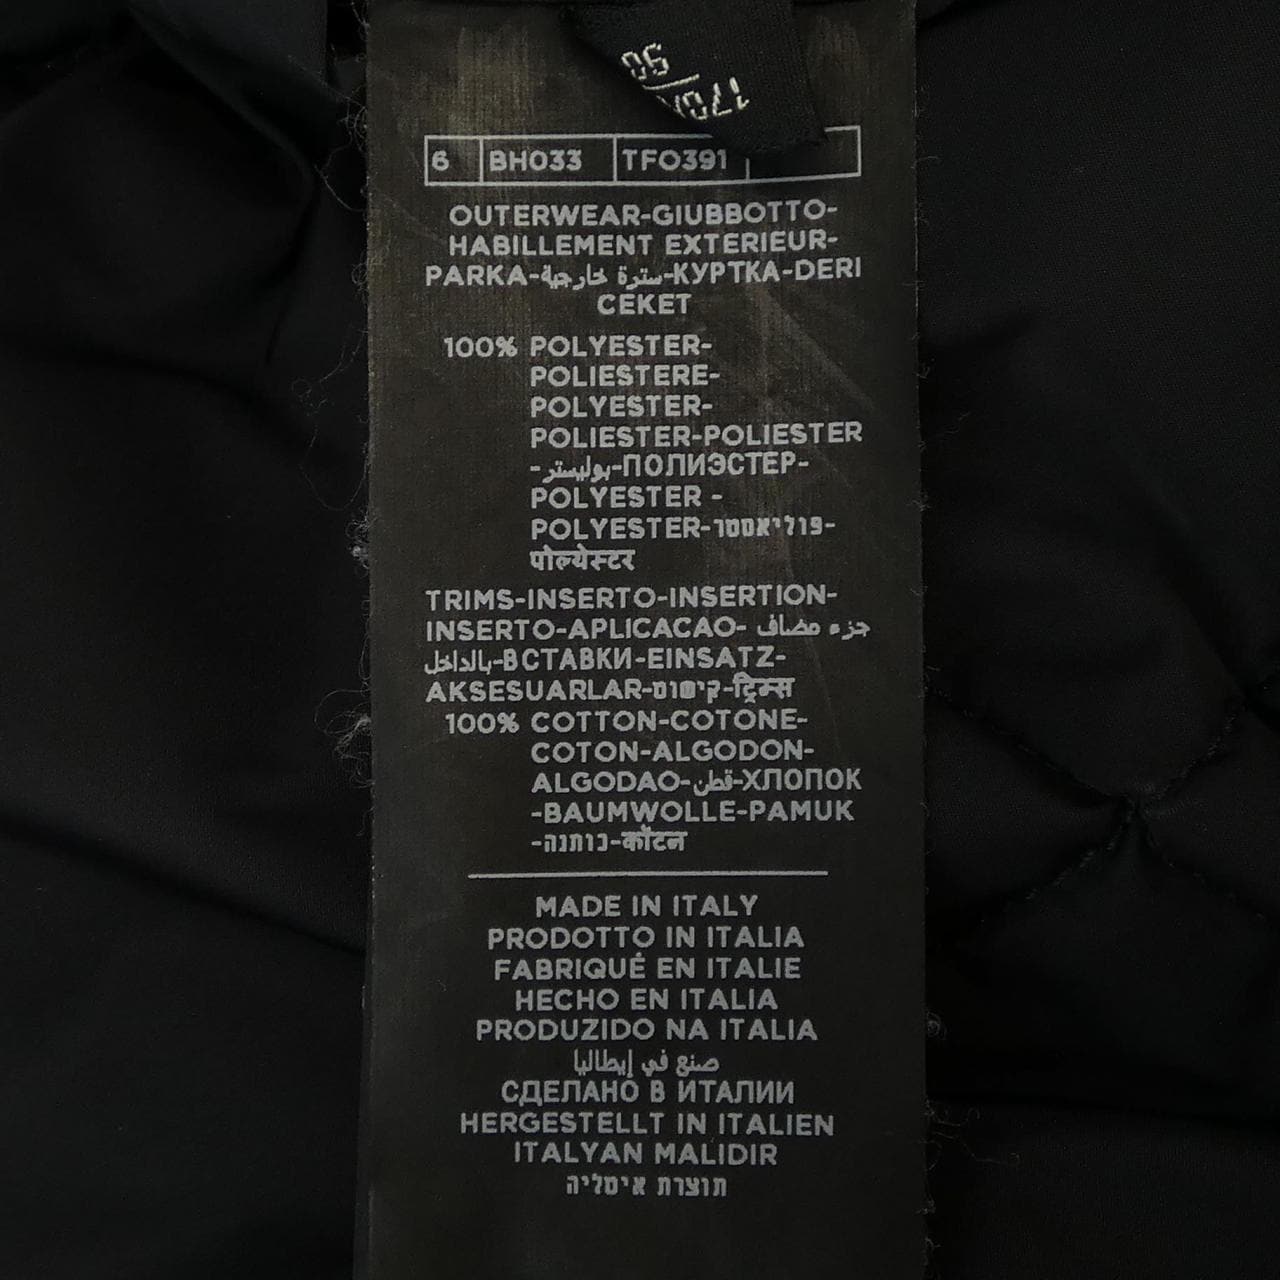 170/
6 BH033 TFO391
OUTERWEAR-GIUBBOTTO-
HABILLEMENT EXTERIEUR-
PARKA-سترة خارجية-КУРТКА-DERI
CEKET
100% POLYESTER-
POLIESTERE-
POLYESTER-
POLIESTER-POLIESTER
-بوليستر-ПОЛИЭСТЕР-
POLYESTER -
POLYESTER-פוליאסטר-
पोल्येस्टर
TRIMS-INSERTO-INSERTION-
INSERTO-APLICACAO- جزء مضاف
بالداخل-ВСТАВКИ-EINSATZ-
AKSESUARLAR-קישוט-ट्रिम्स
100% COTTON-COTONE-
COTON-ALGODON-
ALGODAO-قطن-ХЛОПОК
-BAUMWOLLE-PAMUK
-כותנה-कॉटन
MADE IN ITALY
PRODOTTO IN ITALIA
FABRIQUÉ EN ITALIE
HECHO EN ITALIA
PRODUZIDO NA ITALIA
صنع في إيطاليا
СДЕЛАНО В ИТАЛИИ
HERGESTELLT IN ITALIEN
ITALYAN MALIDIR
תוצרת איטליה